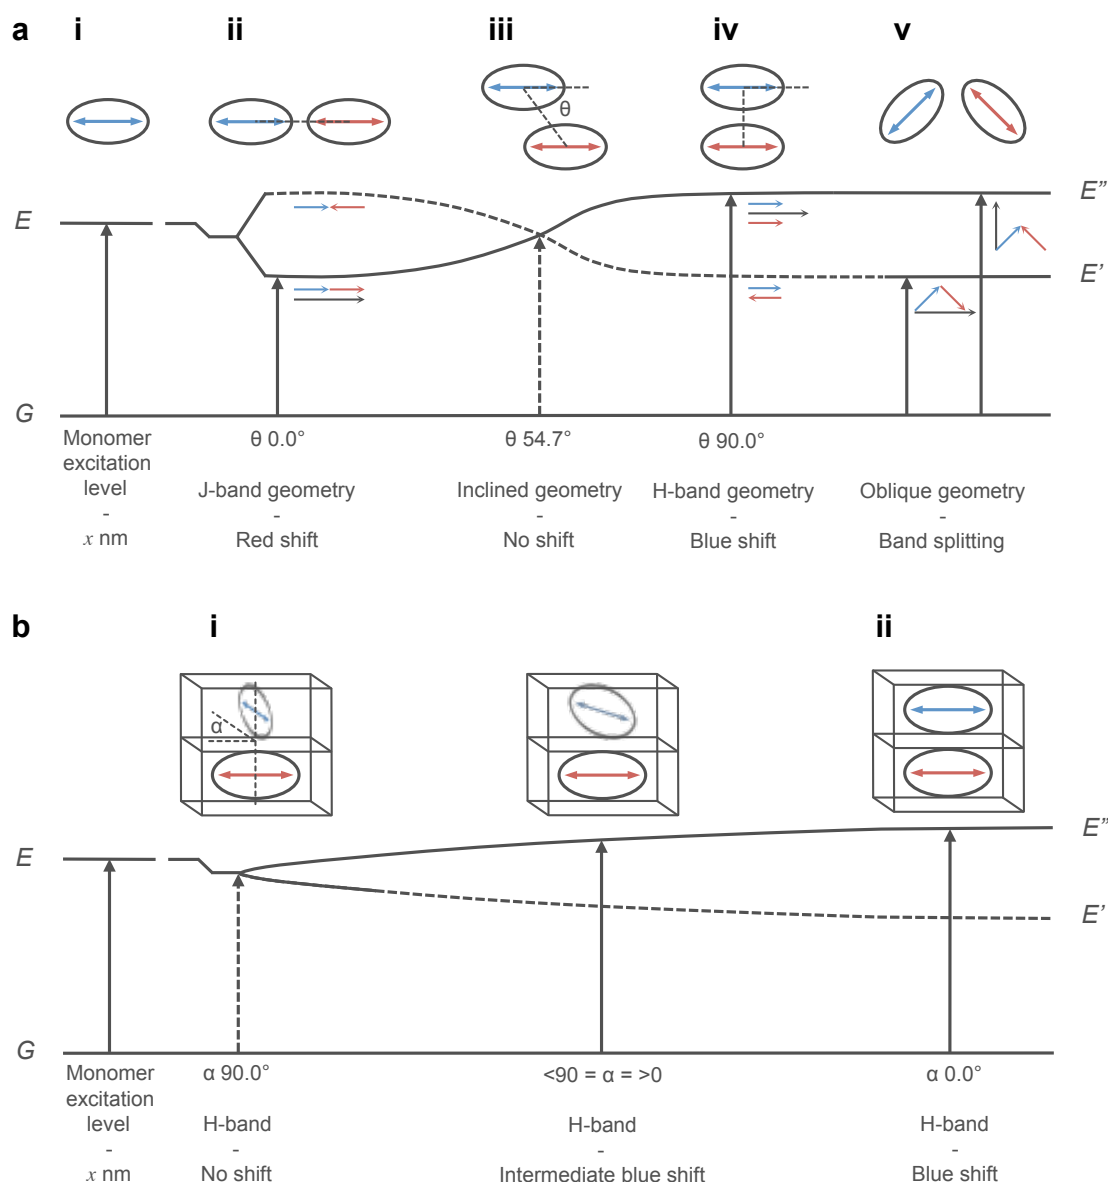 a i ii iii iv v
θ
E E”
E’
G
Monomer θ 0.0° θ 54.7° θ 90.0°
excitation
level J-band geometry Inclined geometry H-band geometry Oblique geometry
- - - - -
x nm Red shift No shift Blue shift Band splitting
b i ii
α
E E”
E’
G
Monomer α 90.0° <90 = α = >0 α 0.0°
excitation
level H-band H-band H-band
- - - -
x nm No shift Intermediate blue shift Blue shift